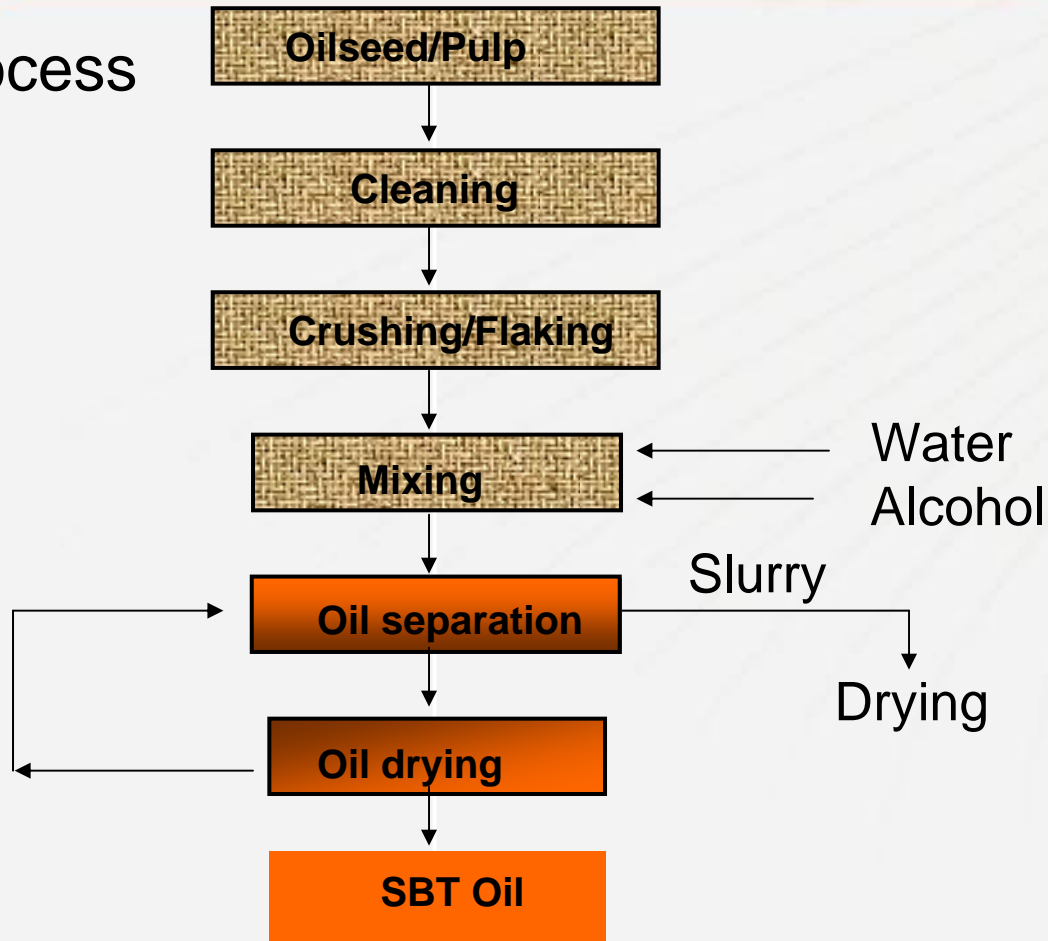 ocess
Oilseed/Pulp
Cleaning
Crushing/Flaking
Mixing
Water
Alcohol
Slurry
Oil separation
Drying
Oil drying
SBT Oil